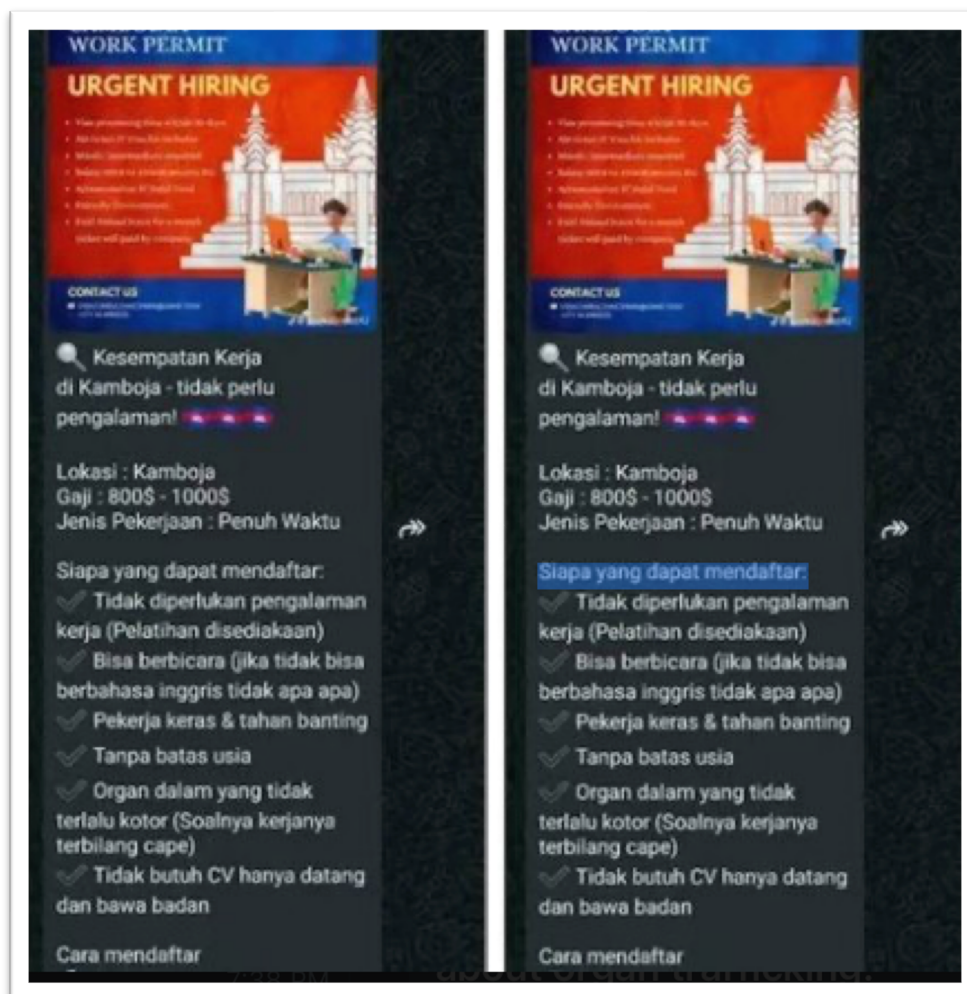 WORK PERMIT
URGENT HIRING
CONTACT US
Kesempatan Kerja
di Kamboja - tidak perlu
pengalaman!
Lokasi : Kamboja
Gaji : 800$ - 1000$
Jenis Pekerjaan : Penuh Waktu
Siapa yang dapat mendaftar:
Tidak diperlukan pengalaman
kerja (Pelatihan disediakaan)
Bisa berbicara (jika tidak bisa
berbahasa inggris tidak apa apa)
Pekerja keras & tahan banting
Tanpa batas usia
Organ dalam yang tidak
terlalu kotor (Soalnya kerjanya
terbilang cape)
Tidak butuh CV hanya datang
dan bawa badan
Cara mendaftar
WORK PERMIT
URGENT HIRING
CONTACT US
Kesempatan Kerja
di Kamboja - tidak perlu
pengalaman!
Lokasi : Kamboja
Gaji : 800$ - 1000$
Jenis Pekerjaan : Penuh Waktu
Siapa yang dapat mendaftar:
Tidak diperlukan pengalaman
kerja (Pelatihan disediakaan)
Bisa berbicara (jika tidak bisa
berbahasa inggris tidak apa apa)
Pekerja keras & tahan banting
Tanpa batas usia
Organ dalam yang tidak
terlalu kotor (Soalnya kerjanya
terbilang cape)
Tidak butuh CV hanya datang
dan bawa badan
Cara mendaftar